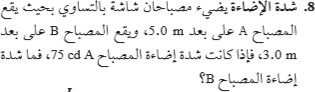 8. شدة الإضاءة يضيء مصباحان شاشة بالتساوي بحيث يقع
المصباح A على بعد 5.0 m، ويقع المصباح B على بعد
3.0 m، فإذا كانت شدة إضاءة المصباح A 75 cd، فما شدة
إضاءة المصباح B؟